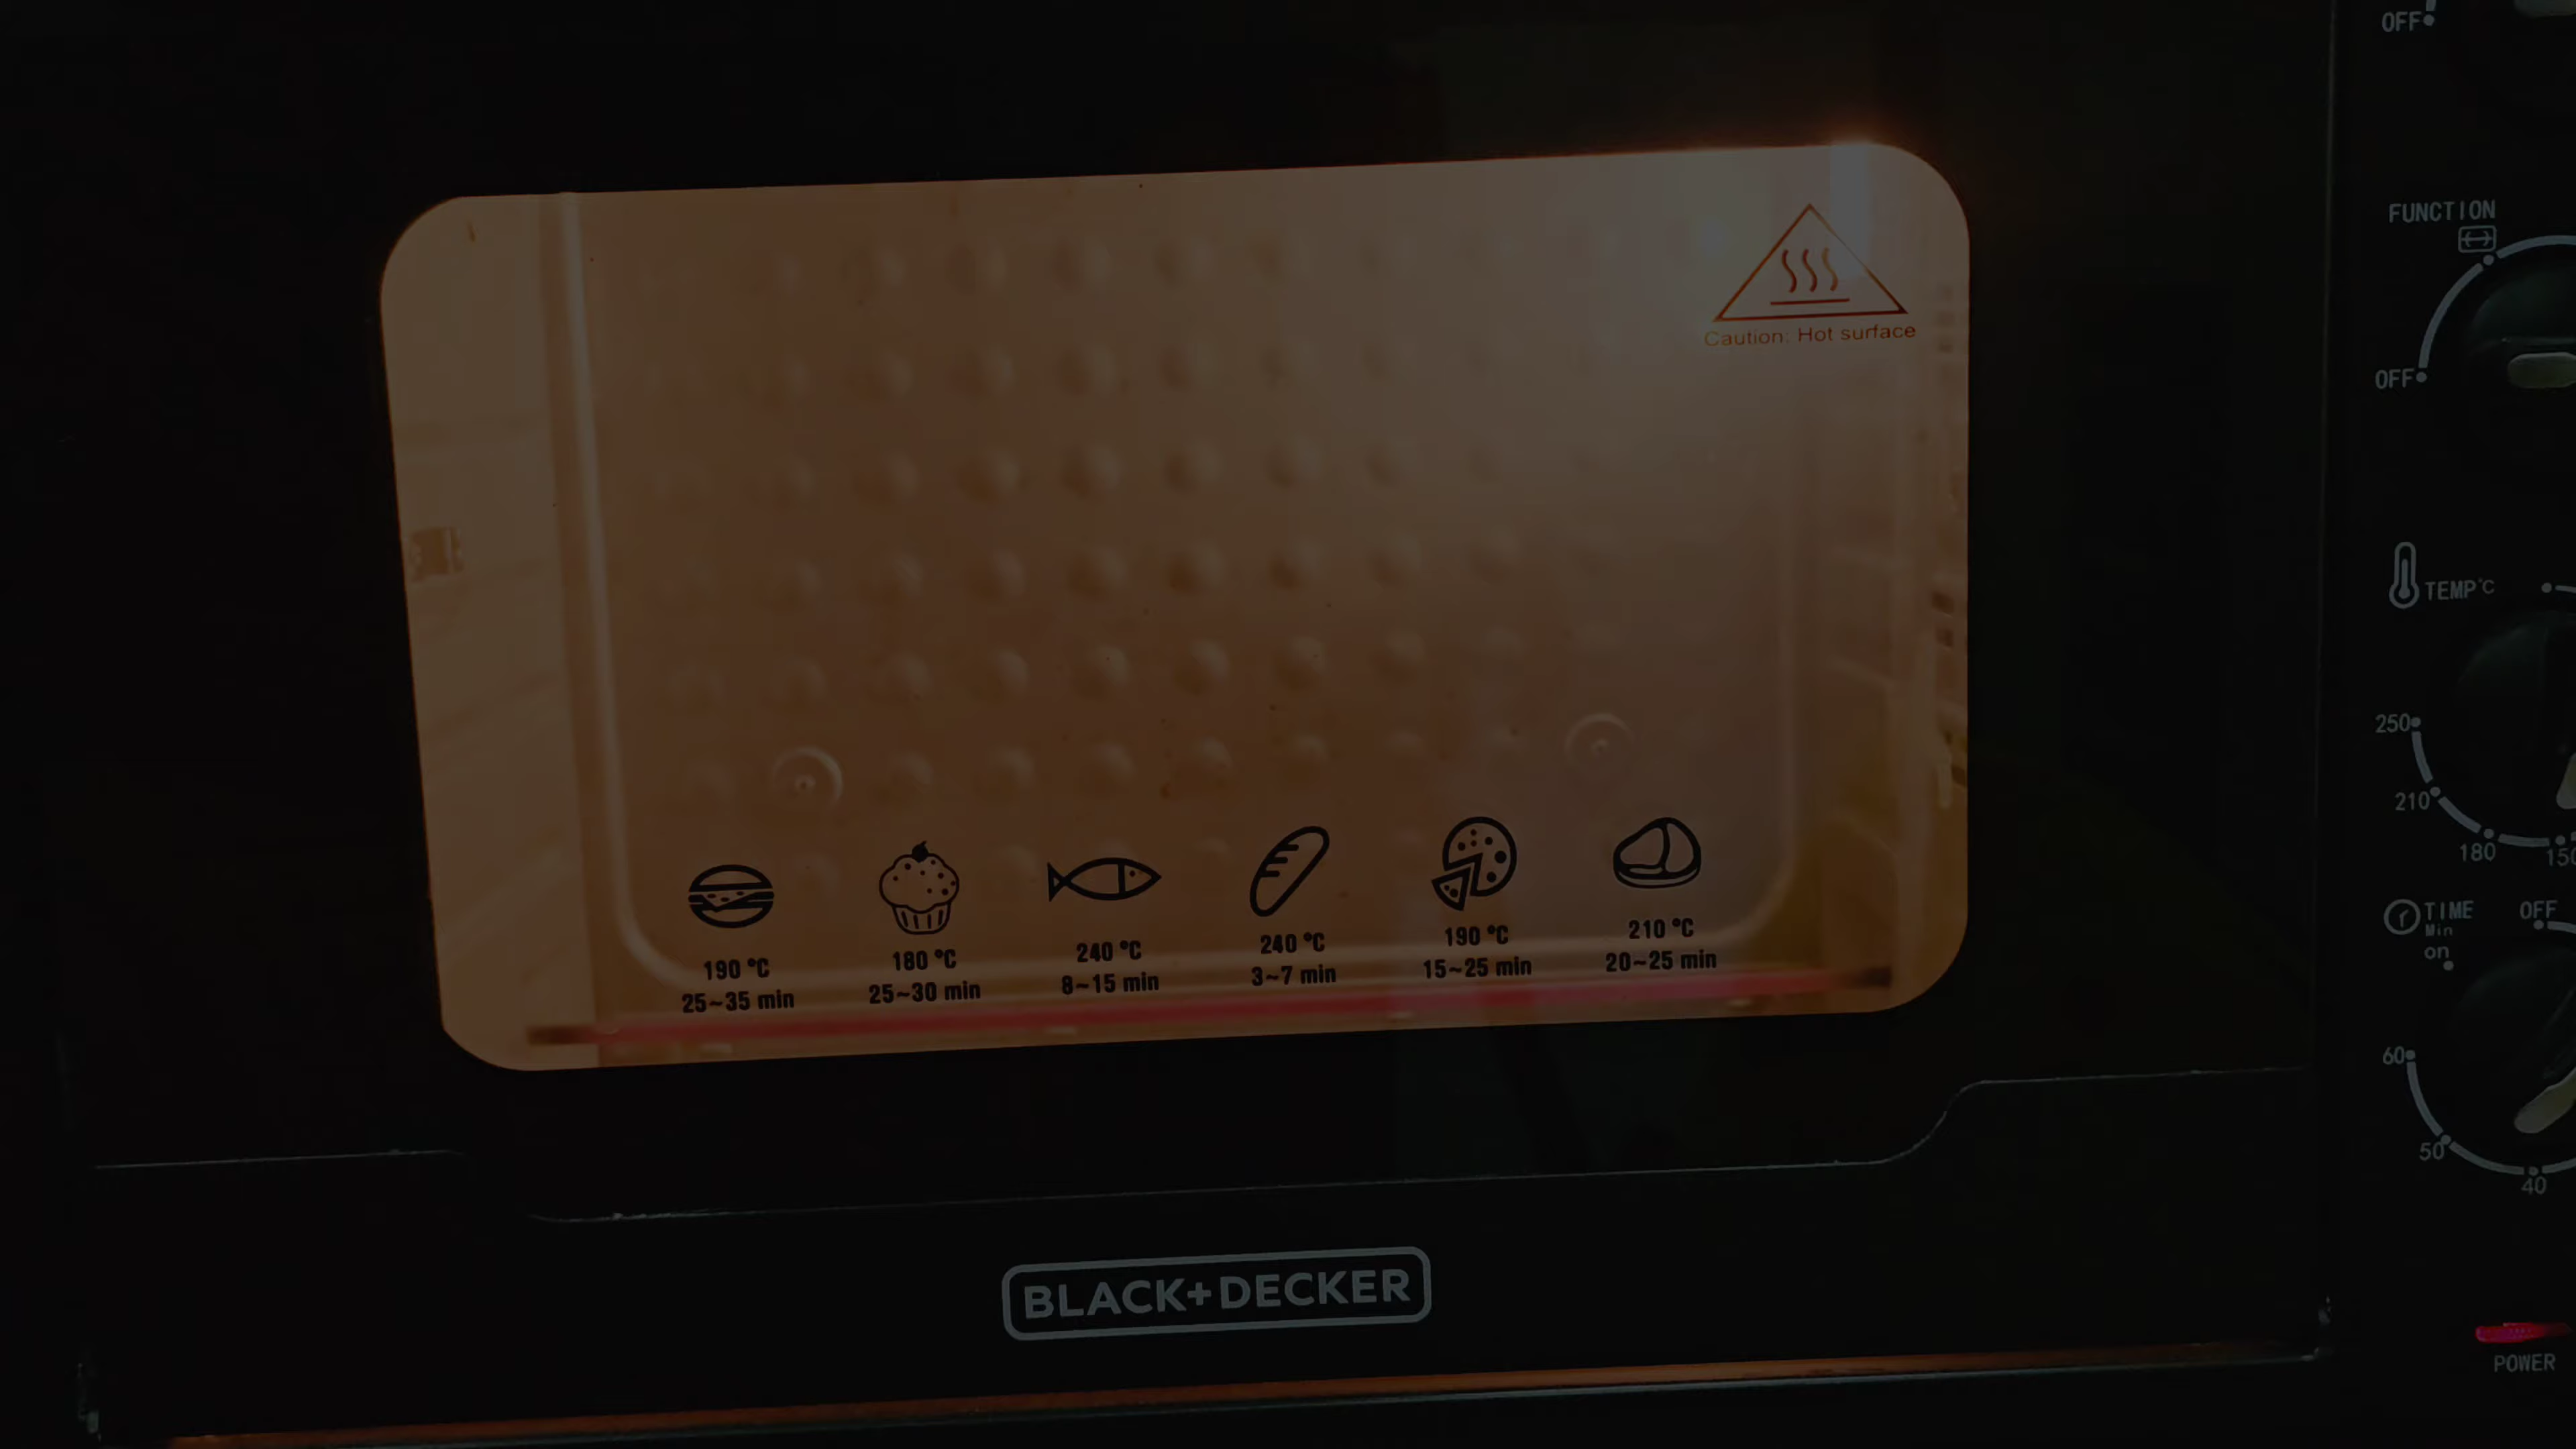 OFF
FUNCTION
OFF
Caution: Hot surface
TEMP°C
250
210
180
190 °C
25~35 min
180 °C
25~30 min
240 °C
8~15 min
240 °C
3~7 min
190 °C
15~25 min
210 °C
20~25 min
TIME
Min
OFF
on
60
50
40
BLACK+DECKER
POWER